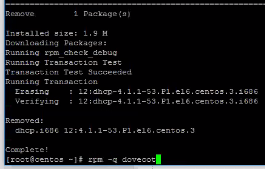 Remove        1 Package(s)
Installed size: 1.9 M
Downloading Packages:
Running rpm_check_debug
Running Transaction Test
Transaction Test Succeeded
Running Transaction
  Erasing    : 12:dhcp-4.1.1-53.P1.el6.centos.3.i686
  Verifying  : 12:dhcp-4.1.1-53.P1.el6.centos.3.i686
Removed:
  dhcp.i686 12:4.1.1-53.P1.el6.centos.3
Complete!
[root@centos ~]# rpm -q dovecot